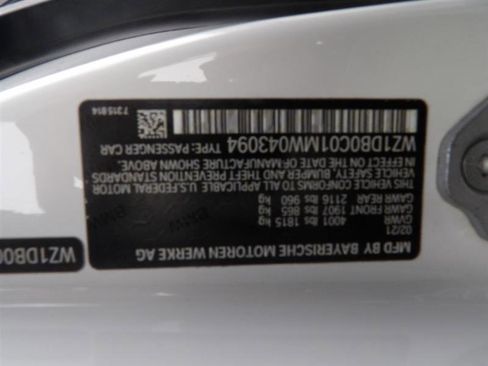 MFD BY BAYERISCHE MOTOREN WERKE AG
02/21
GVWR 4001 lbs 1815 kg
GAWR FRONT 1907 lbs 865 kg
GAWR REAR 2116 lbs 960 kg
THIS VEHICLE CONFORMS TO ALL APPLICABLE U.S.FEDERAL MOTOR
VEHICLE SAFETY, BUMPER, AND THEFT PREVENTION STANDARDS
IN EFFECT ON THE DATE OF MANUFACTURE SHOWN ABOVE.
WZ1DB0C01MW043094 TYPE: PASSENGER CAR
7315814
WZ1DB0C